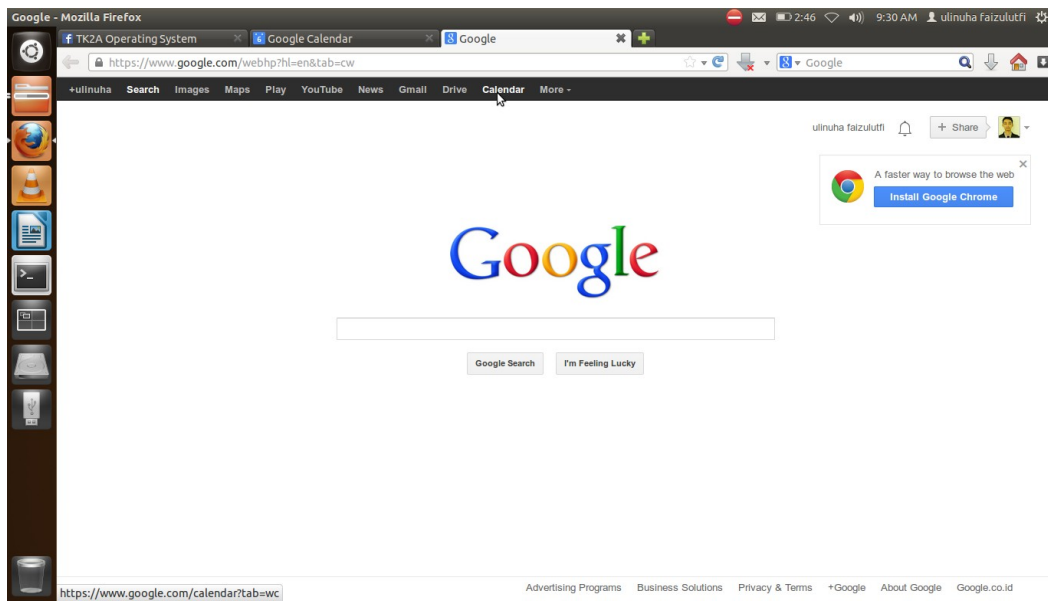 Google - Mozilla Firefox
2:46
9:30 AM
ulinuha faizulutfi
TK2A Operating System
Google Calendar
Google
https://www.google.com/webhp?hl=en&tab=cw
Google
+ulinuha Search Images Maps Play YouTube News Gmail Drive Calendar More
ulinuha faizulutfi
+ Share
A faster way to browse the web
Install Google Chrome
Google
Google Search
I'm Feeling Lucky
https://www.google.com/calendar?tab=wc
Advertising Programs Business Solutions Privacy & Terms +Google About Google Google.co.id